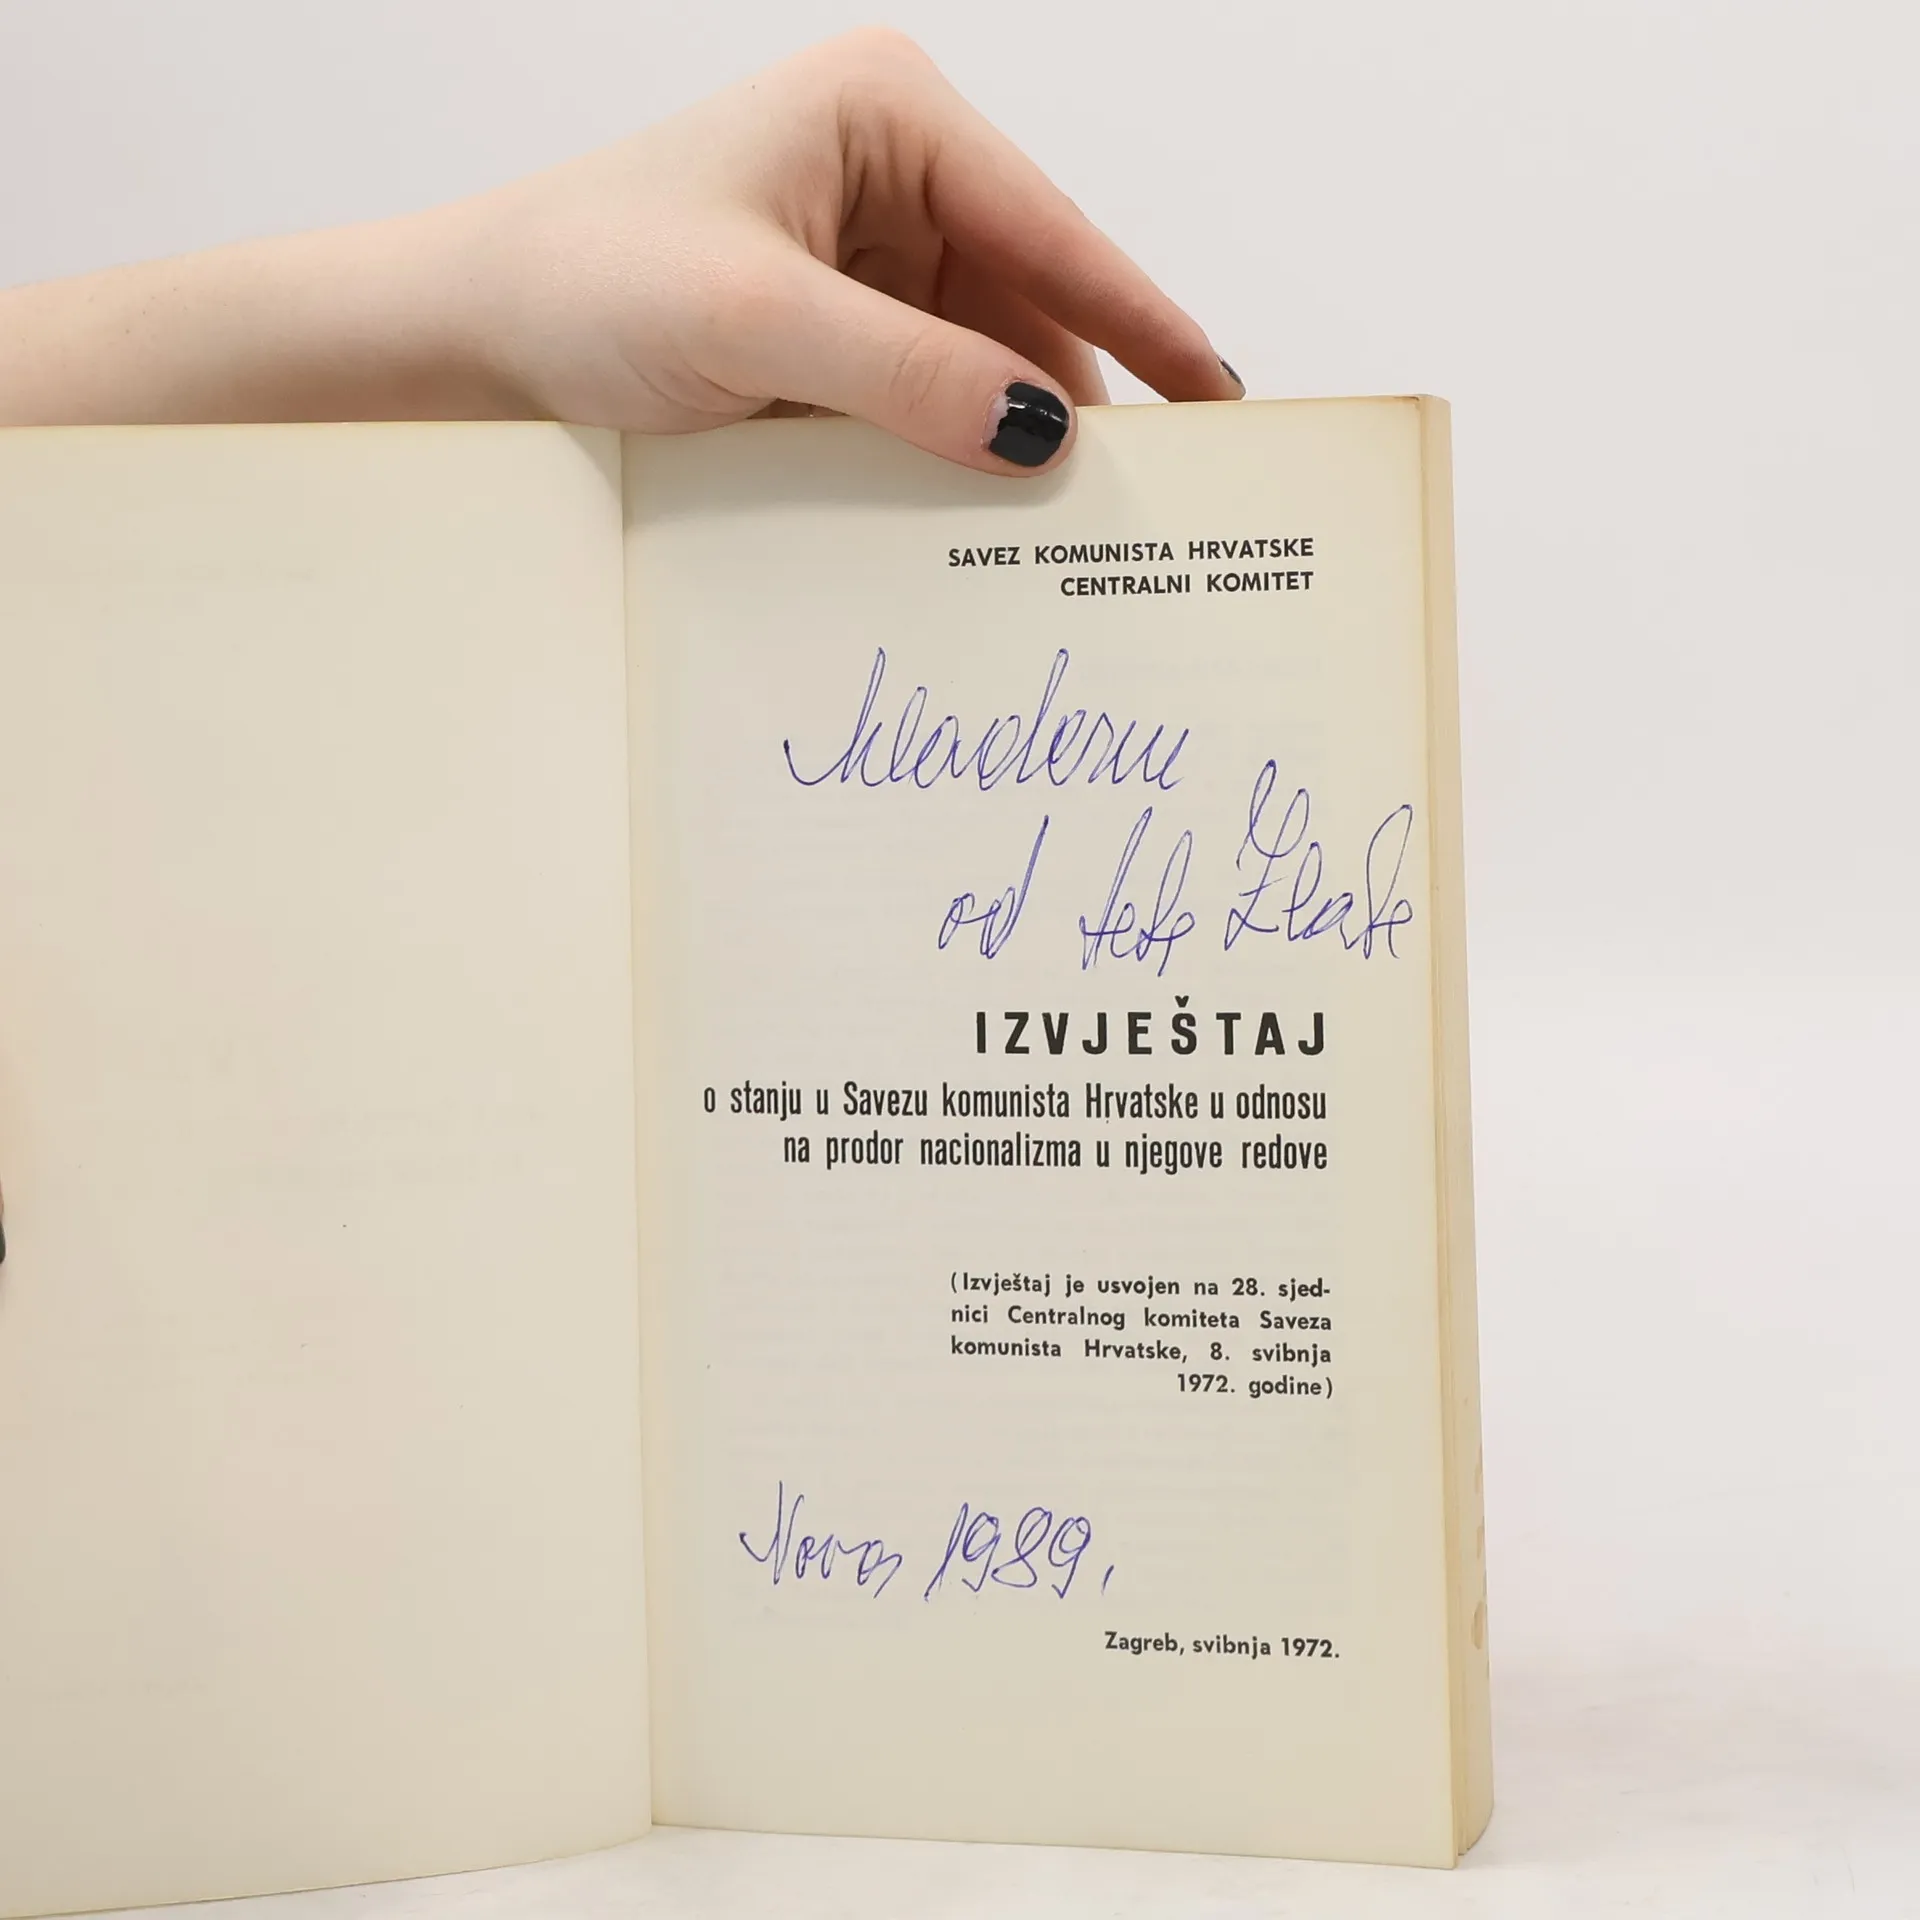 SAVEZ KOMUNISTA HRVATSKE
CENTRALNI KOMITET
Mladenu
od tete Zlate
IZVJEŠTAJ
o stanju u Savezu komunista Hrvatske u odnosu
na prodor nacionalizma u njegove redove
(Izvještaj je usvojen na 28. sjed-
nici Centralnog komiteta Saveza
komunista Hrvatske, 8. svibnja
1972. godine)
Nova 1989.
Zagreb, svibnja 1972.